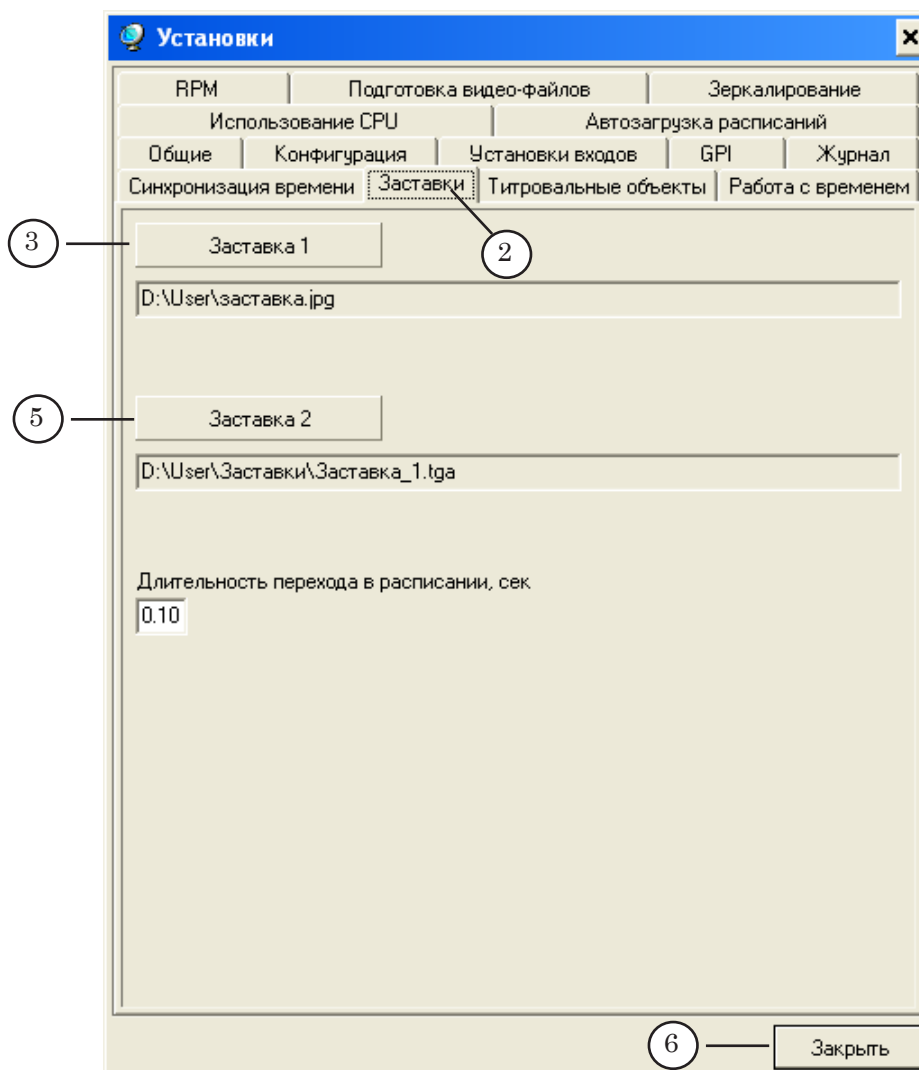 Установки
RPM Подготовка видео-файлов Зеркалирование
Использование CPU Автозагрузка расписаний
Общие Конфигурация Установки входов GPI Журнал
Синхронизация времени Заставки Титровальные объекты Работа с временем
3 Заставка 1 2
D:\User\заставка.jpg
5 Заставка 2
D:\User\Заставки\Заставка_1.tga
Длительность перехода в расписании, сек
0.10
6 Закрыть